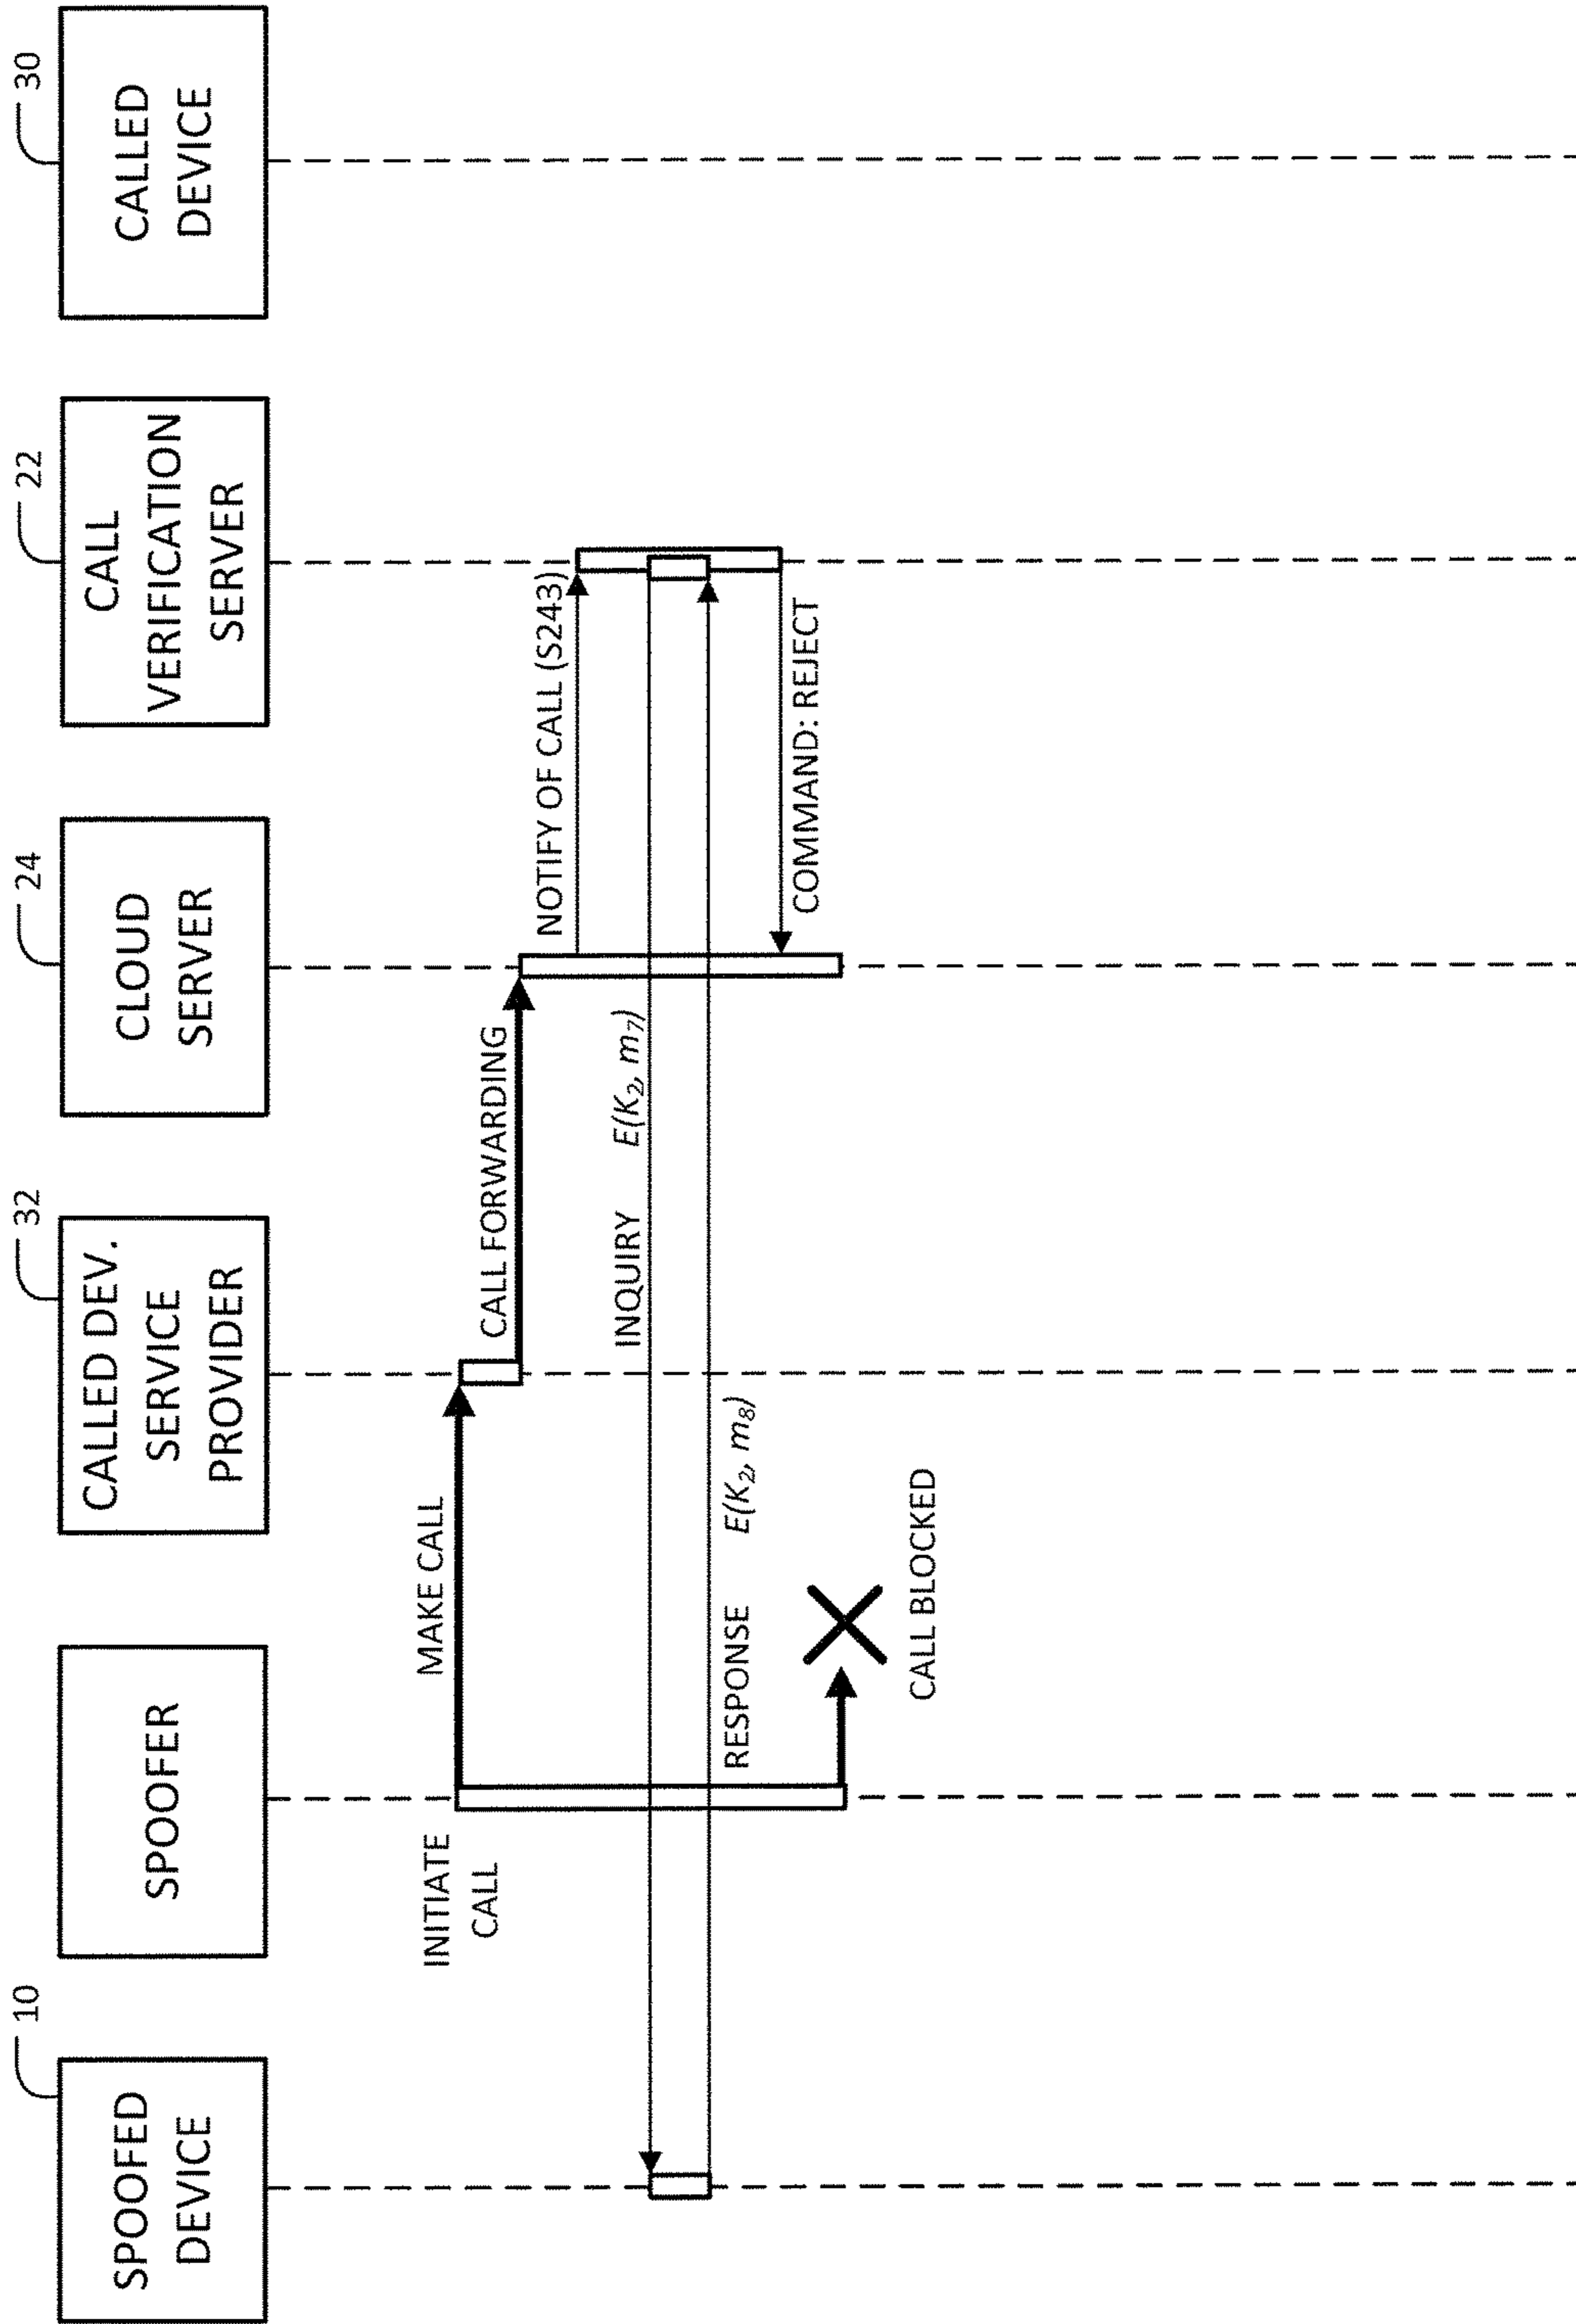 10
SPOOFED
DEVICE
SPOOFER
32
CALLED DEV.
SERVICE
PROVIDER
24
CLOUD
SERVER
22
CALL
VERIFICATION
SERVER
30
CALLED
DEVICE
INITIATE
CALL
MAKE CALL
CALL FORWARDING
NOTIFY OF CALL (S243)
INQUIRY E(K₂, m₇)
RESPONSE E(K₂, m₈)
COMMAND: REJECT
CALL BLOCKED